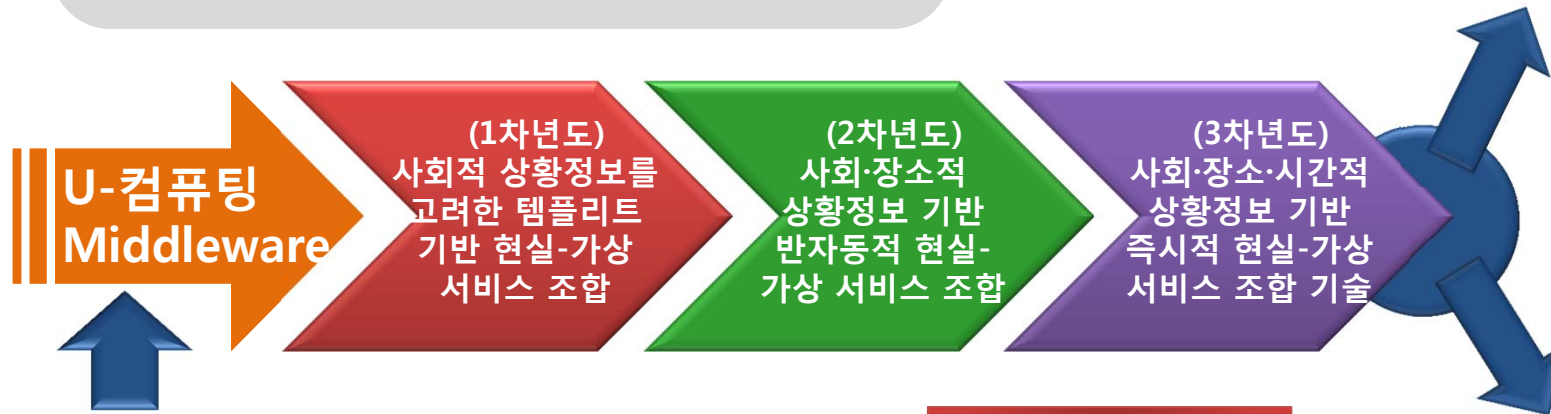 U-컴퓨팅
Middleware
(1차년도)
사회적 상황정보를
고려한 템플리트
기반 현실-가상
서비스 조합
(2차년도)
사회·장소적
상황정보 기반
반자동적 현실-
가상 서비스 조합
(3차년도)
사회·장소·시간적
상황정보 기반
즉시적 현실-가상
서비스 조합 기술